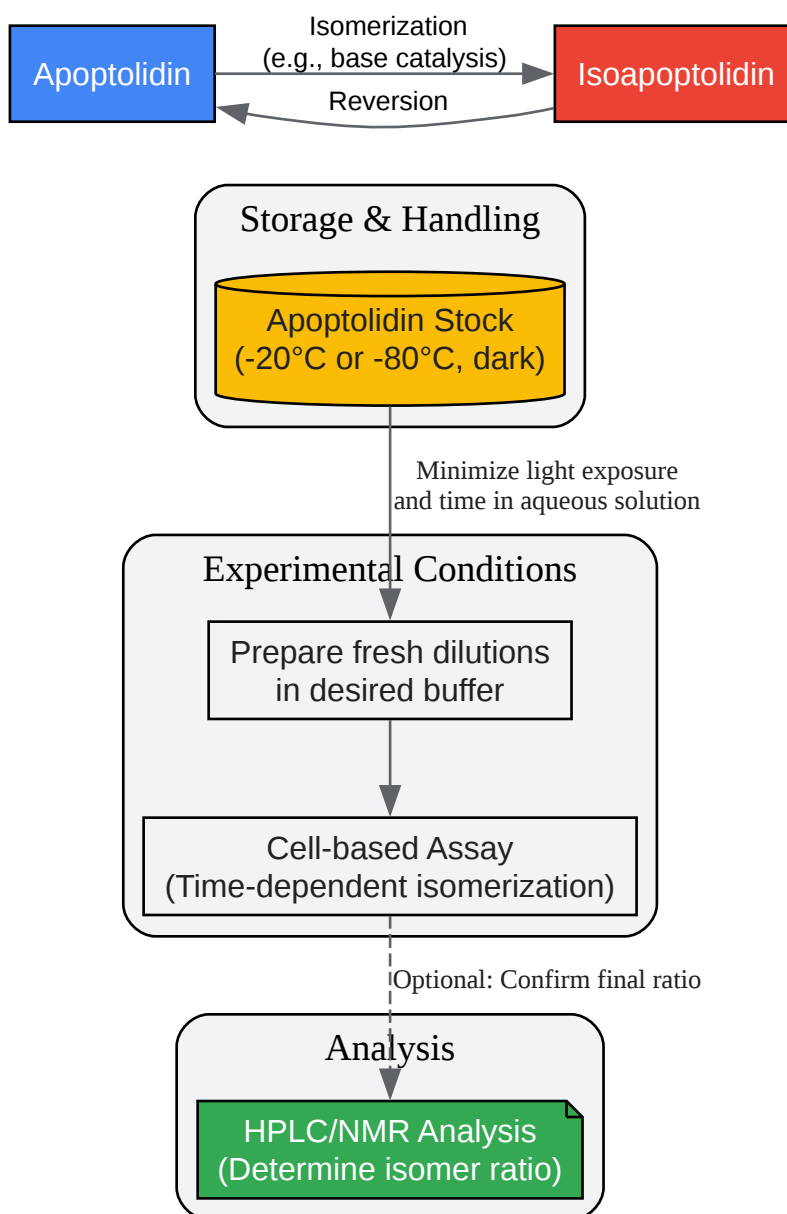 Isomerization
(e.g., base catalysis)
Apoptolidin
Isoapoptolidin
Reversion
Storage & Handling
Apoptolidin Stock
(-20°C or -80°C, dark)
Minimize light exposure
and time in aqueous solution
Experimental Conditions
Prepare fresh dilutions
in desired buffer
Cell-based Assay
(Time-dependent isomerization)
Optional: Confirm final ratio
Analysis
HPLC/NMR Analysis
(Determine isomer ratio)